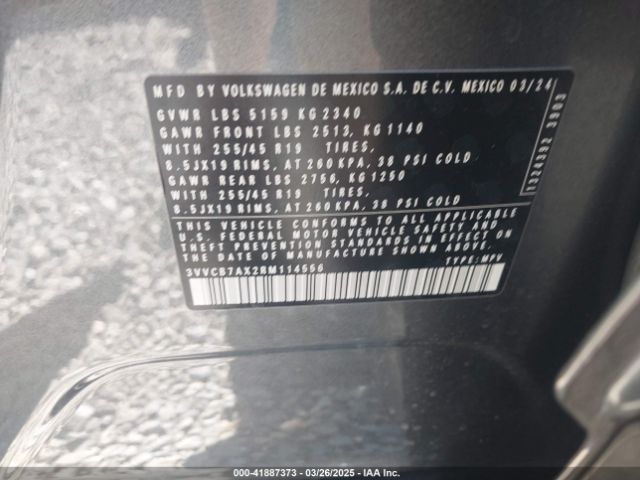 MFD BY VOLKSWAGEN DE MEXICO S.A. DE C.V. MEXICO 03/24
GVWR LBS 5159 KG 2340
GAWR FRONT LBS 2513, KG 1140
WITH 255/45 R19 TIRES,
8.5JX19 RIMS, AT 260 KPA, 38 PSI COLD
GAWR REAR LBS 2756, KG 1250
WITH 255/45 R19 TIRES,
8.5JX19 RIMS, AT 260 KPA, 38 PSI COLD
THIS VEHICLE CONFORMS TO ALL APPLICABLE
U.S. FEDERAL MOTOR VEHICLE SAFETY AND
THEFT PREVENTION STANDARDS IN EFFECT ON
THE DATE OF MANUFACTURE SHOWN ABOVE.
3VVCB7AX2RM114556 TYPE: MPV
1324392 3903
000-41887373 | 03/26/2025 | IAA Inc.